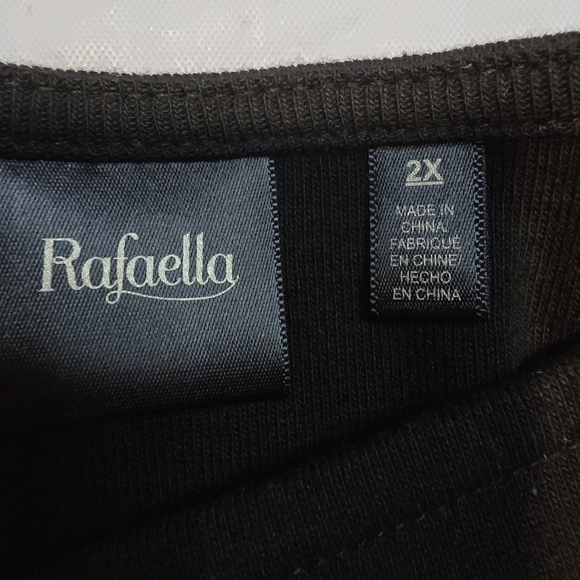 Rafaella
2X
MADE IN
CHINA
FABRIQUÉ
EN CHINE/
HECHO
EN CHINA